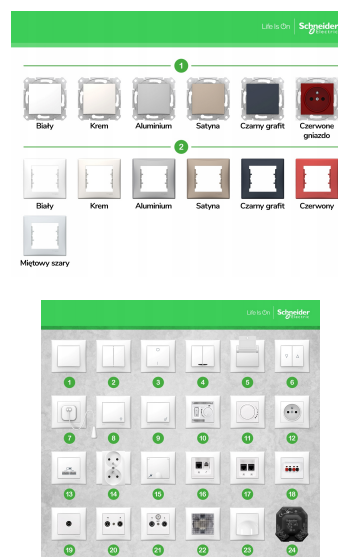 Life Is On Schneider Electric
1
Biały Krem Aluminium Satyna Czarny grafit Czerwone gniazdo
2
Biały Krem Aluminium Satyna Czarny grafit Czerwony
Miętowy szary
Life Is On Schneider Electric
1 2 3 4 5 6
7 8 9 10 11 12
13 14 15 16 17 18
19 20 21 22 23 24